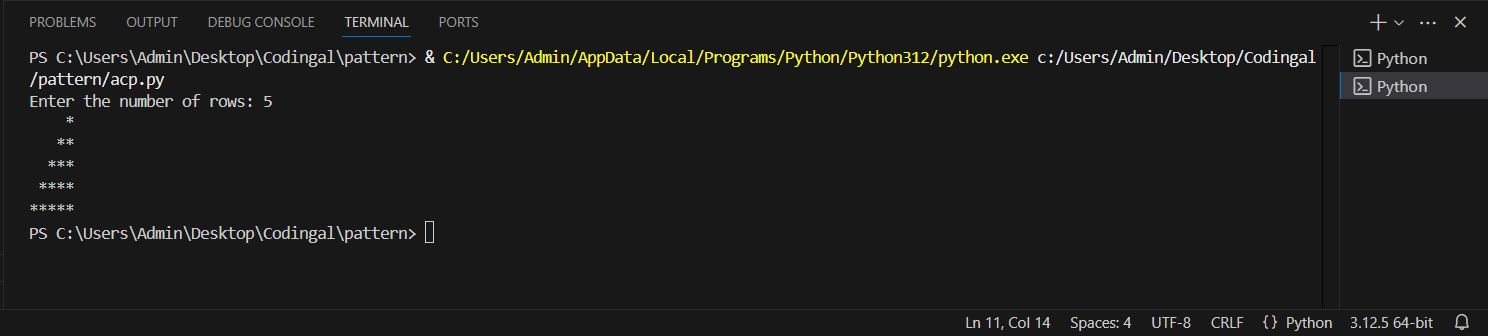 PROBLEMS OUTPUT DEBUG CONSOLE TERMINAL PORTS
PS C:\Users\Admin\Desktop\Codingal\pattern> & C:/Users/Admin/AppData/Local/Programs/Python/Python312/python.exe c:/Users/Admin/Desktop/Codingal
/pattern/acp.py
Enter the number of rows: 5
    *
   **
  ***
 ****
*****
PS C:\Users\Admin\Desktop\Codingal\pattern>
Python
Python
Ln 11, Col 14 Spaces: 4 UTF-8 CRLF {} Python 3.12.5 64-bit